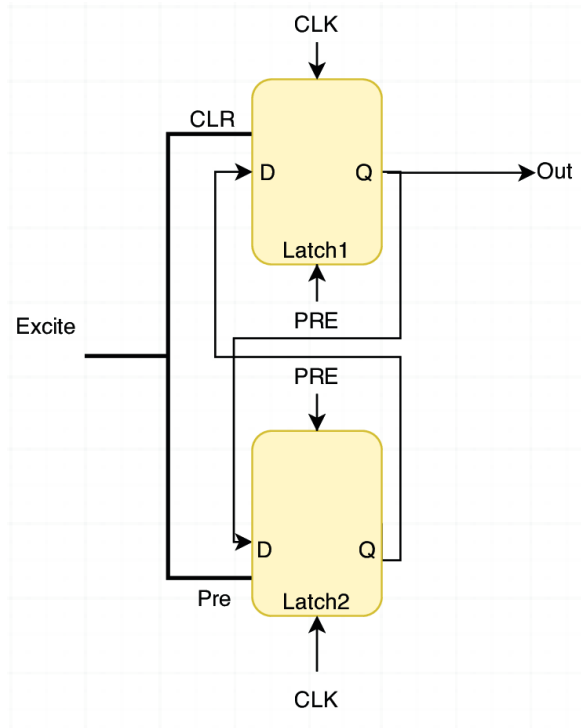 CLK
CLR
D
Q
Out
Latch1
PRE
Excite
PRE
D
Q
Pre
Latch2
CLK